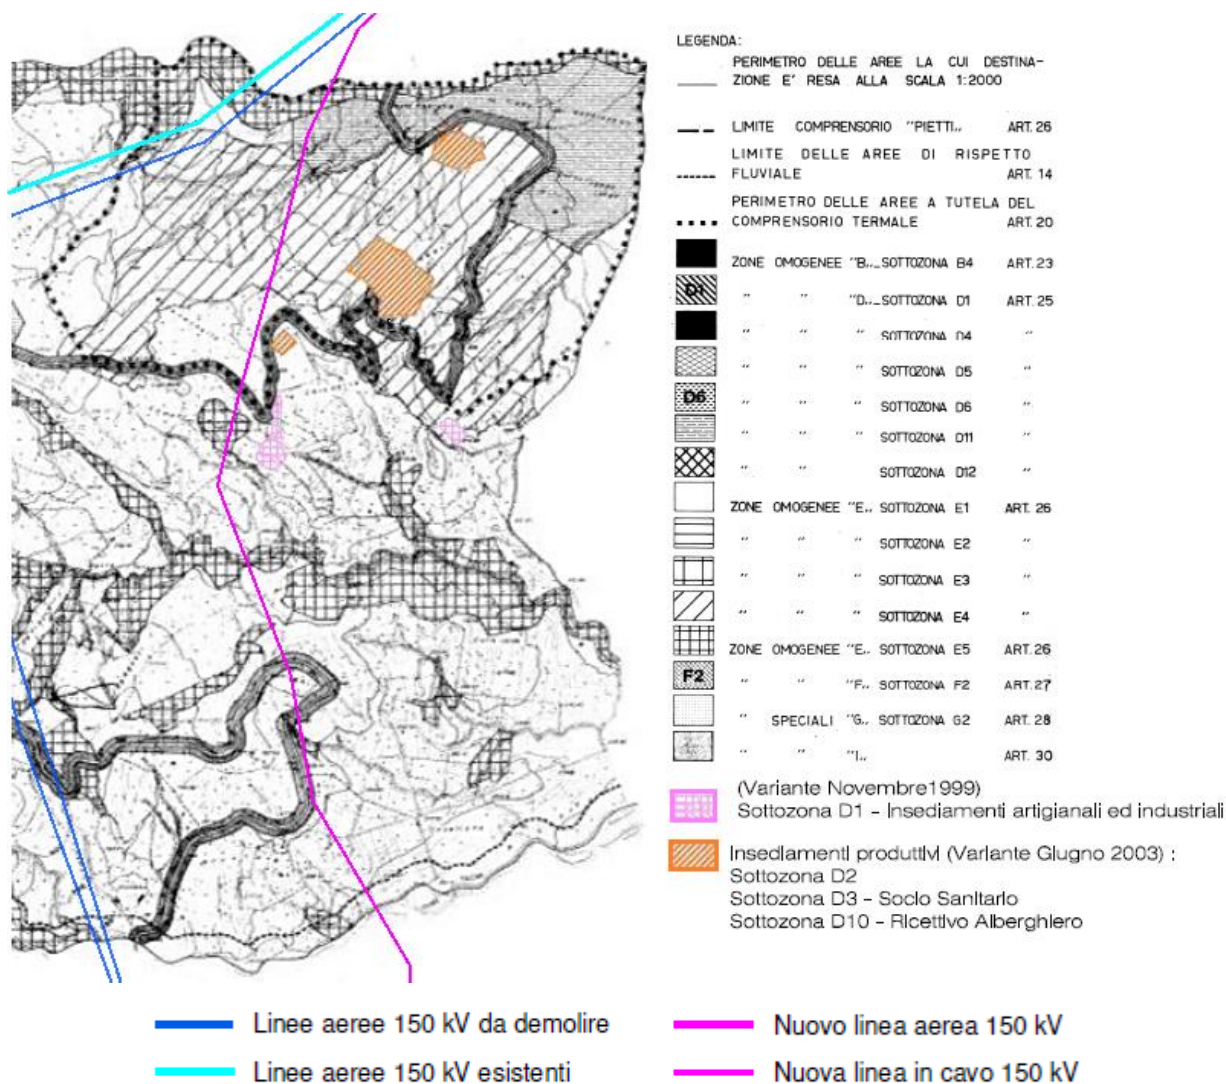 LEGENDA:
PERIMETRO DELLE AREE LA CUI DESTINA-
ZIONE E' RESA ALLA SCALA 1:2000
LIMITE COMPRENSORIO "PIETTI„ ART.26
LIMITE DELLE AREE DI RISPETTO
FLUVIALE ART.14
PERIMETRO DELLE AREE A TUTELA DEL
COMPRENSORIO TERMALE ART.20
ZONE OMOGENEE "B„_SOTTOZONA B4 ART.23
D1 " " "D„_SOTTOZONA D1 ART.25
" " " SOTTOZONA D4 "
" " " SOTTOZONA D5 "
D6 " " " SOTTOZONA D6 "
" " " SOTTOZONA D11 "
" " SOTTOZONA D12 "
ZONE OMOGENEE "E„ SOTTOZONA E1 ART.26
" " " SOTTOZONA E2 "
" " " SOTTOZONA E3 "
" " " SOTTOZONA E4 "
ZONE OMOGENEE "E„ SOTTOZONA E5 ART.26
F2 " " "F„ SOTTOZONA F2 ART.27
" SPECIALI "G„ SOTTOZONA G2 ART.28
" " "I„ ART.30
(Variante Novembre1999)
Sottozona D1 - Insediamenti artigianali ed industriali
Insediamenti produttivi (Variante Giugno 2003) :
Sottozona D2
Sottozona D3 - Socio Sanitario
Sottozona D10 - Ricettivo Alberghiero
Linee aeree 150 kV da demolire
Nuovo linea aerea 150 kV
Linee aeree 150 kV esistenti
Nuova linea in cavo 150 kV